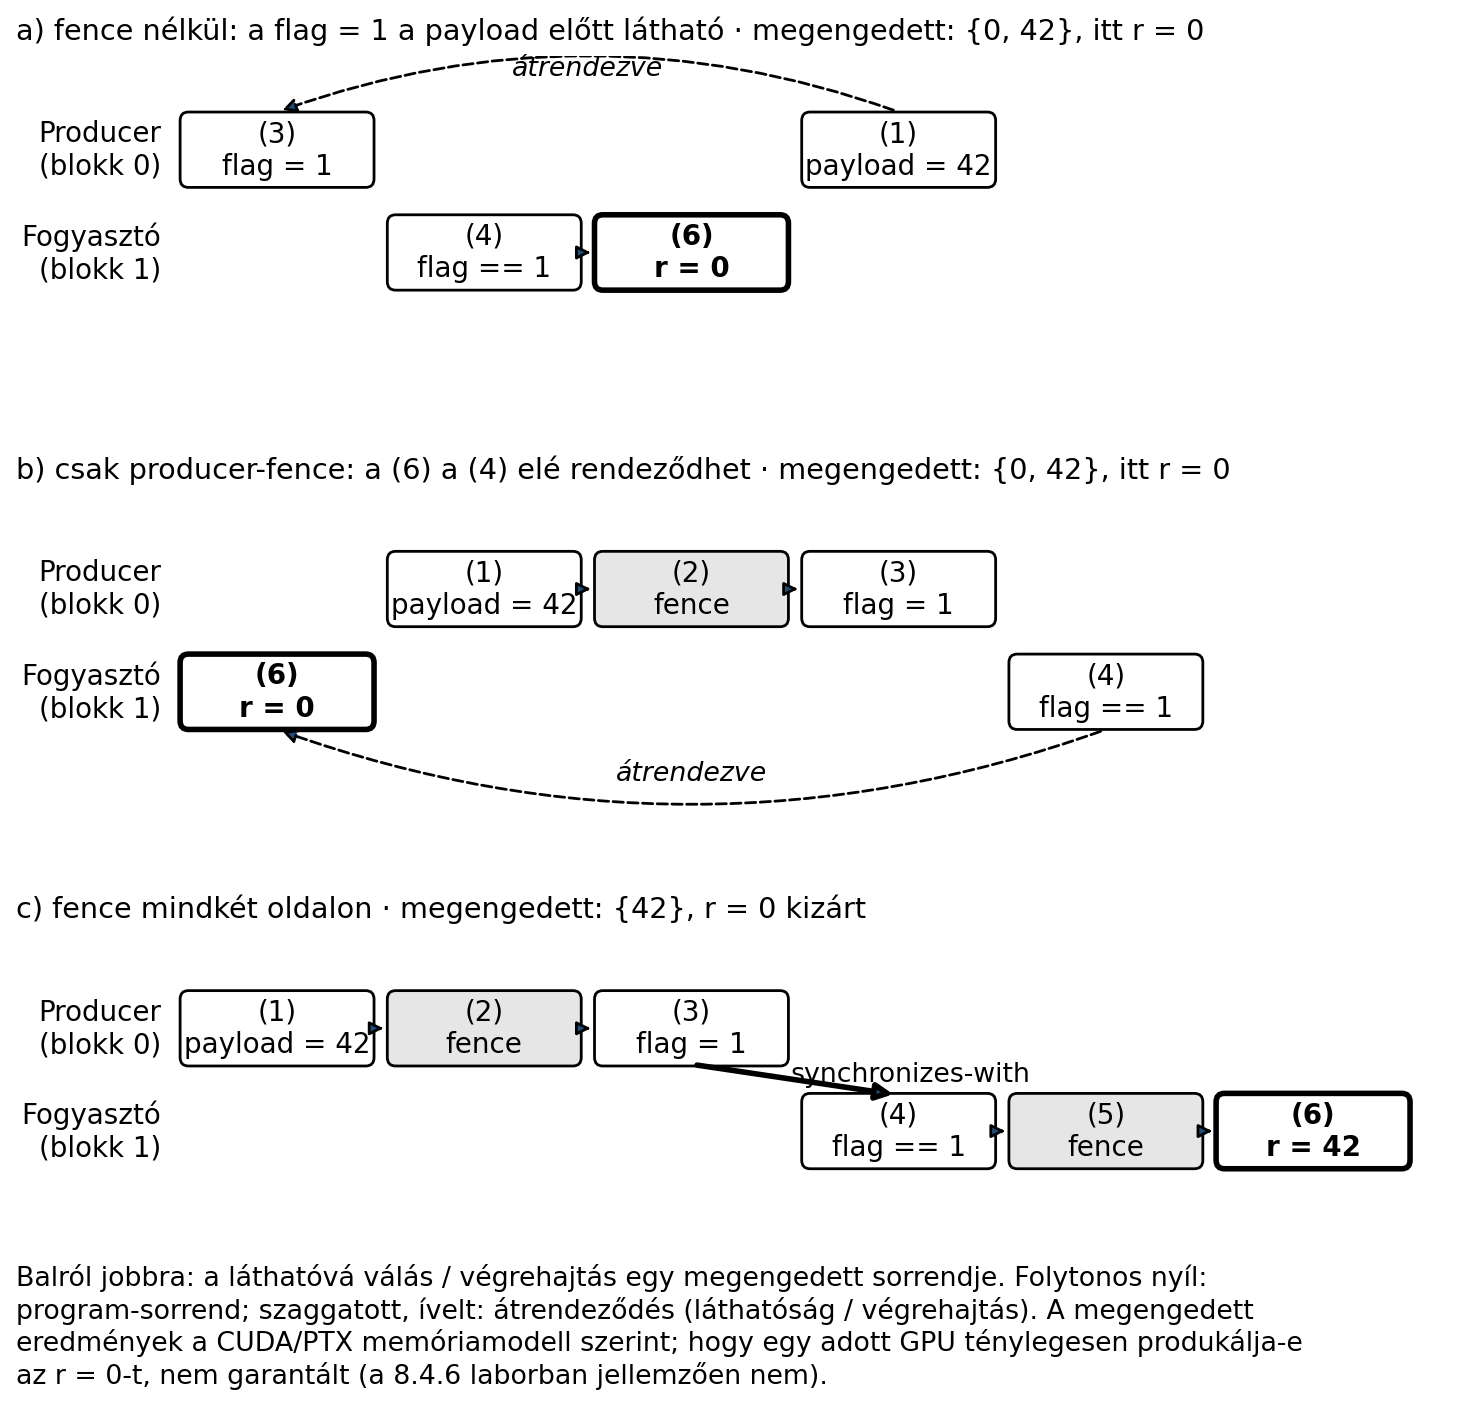 a) fence nélkül: a flag = 1 a payload előtt látható · megengedett: {0, 42}, itt r = 0
átrendezve
Producer
(blokk 0)
(3)
flag = 1
(1)
payload = 42
Fogyasztó
(blokk 1)
(4)
flag == 1
(6)
r = 0
b) csak producer-fence: a (6) a (4) elé rendeződhet · megengedett: {0, 42}, itt r = 0
Producer
(blokk 0)
(1)
payload = 42
(2)
fence
(3)
flag = 1
Fogyasztó
(blokk 1)
(6)
r = 0
(4)
flag == 1
átrendezve
c) fence mindkét oldalon · megengedett: {42}, r = 0 kizárt
Producer
(blokk 0)
(1)
payload = 42
(2)
fence
(3)
flag = 1
synchronizes-with
Fogyasztó
(blokk 1)
(4)
flag == 1
(5)
fence
(6)
r = 42
Balról jobbra: a láthatóvá válás / végrehajtás egy megengedett sorrendje. Folytonos nyíl:
program-sorrend; szaggatott, ívelt: átrendeződés (láthatóság / végrehajtás). A megengedett
eredmények a CUDA/PTX memóriamodell szerint; hogy egy adott GPU ténylegesen produkálja-e
az r = 0-t, nem garantált (a 8.4.6 laborban jellemzően nem).